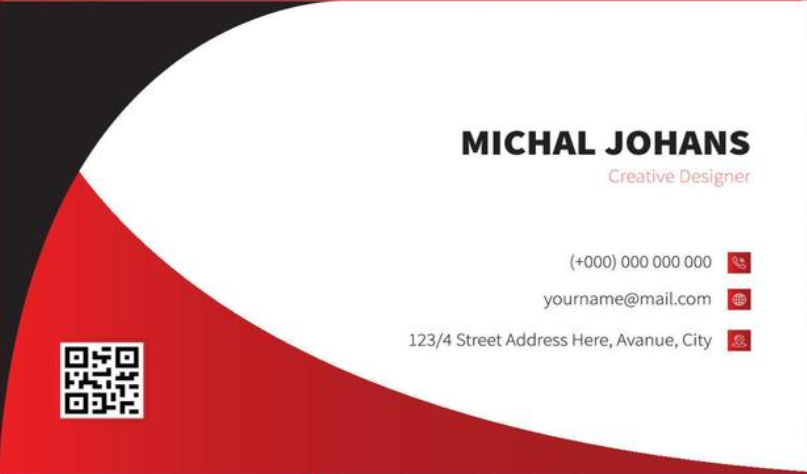 MICHAL JOHANS
Creative Designer
(+000) 000 000 000
yourname@mail.com
123/4 Street Address Here, Avanue, City